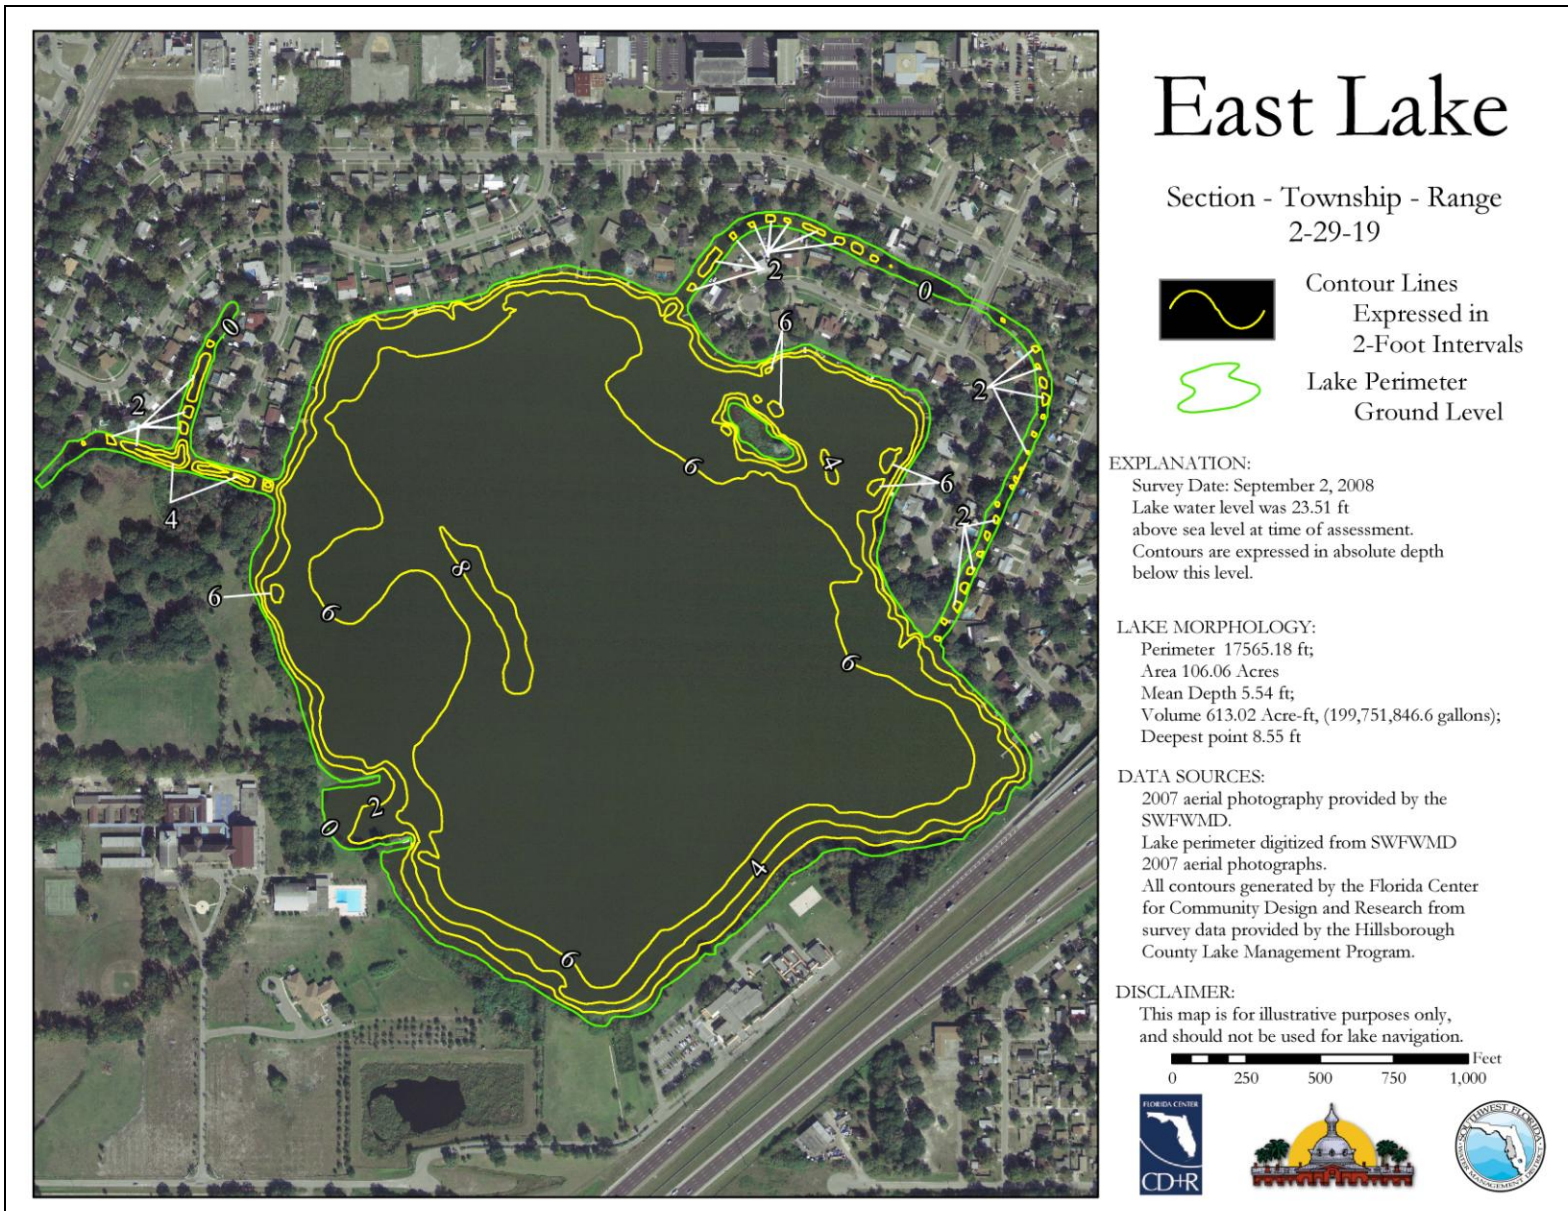 East Lake
Section - Township - Range
2-29-19
Contour Lines
Expressed in
2-Foot Intervals
Lake Perimeter
Ground Level
EXPLANATION:
Survey Date: September 2, 2008
Lake water level was 23.51 ft
above sea level at time of assessment.
Contours are expressed in absolute depth
below this level.
LAKE MORPHOLOGY:
Perimeter 17565.18 ft;
Area 106.06 Acres
Mean Depth 5.54 ft;
Volume 613.02 Acre-ft, (199,751,846.6 gallons);
Deepest point 8.55 ft
DATA SOURCES:
2007 aerial photography provided by the
SWFWMD.
Lake perimeter digitized from SWFWMD
2007 aerial photographs.
All contours generated by the Florida Center
for Community Design and Research from
survey data provided by the Hillsborough
County Lake Management Program.
DISCLAIMER:
This map is for illustrative purposes only,
and should not be used for lake navigation.
Feet
0 250 500 750 1,000
FLORIDA CENTER
CD+R
SOUTHWEST FLORIDA
WATER MANAGEMENT DISTRICT
2
0
0
6
2
2
4
6
4
6
2
8
6
6
6
6
2
0
4
6